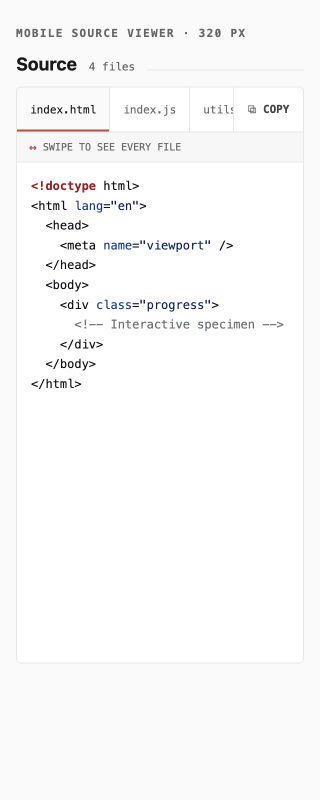 MOBILE SOURCE VIEWER · 320 PX
Source 4 files
index.html index.js utils COPY
↔ SWIPE TO SEE EVERY FILE
<!doctype html>
<html lang="en">
  <head>
    <meta name="viewport" />
  </head>
  <body>
    <div class="progress">
      <!-- Interactive specimen -->
    </div>
  </body>
</html>